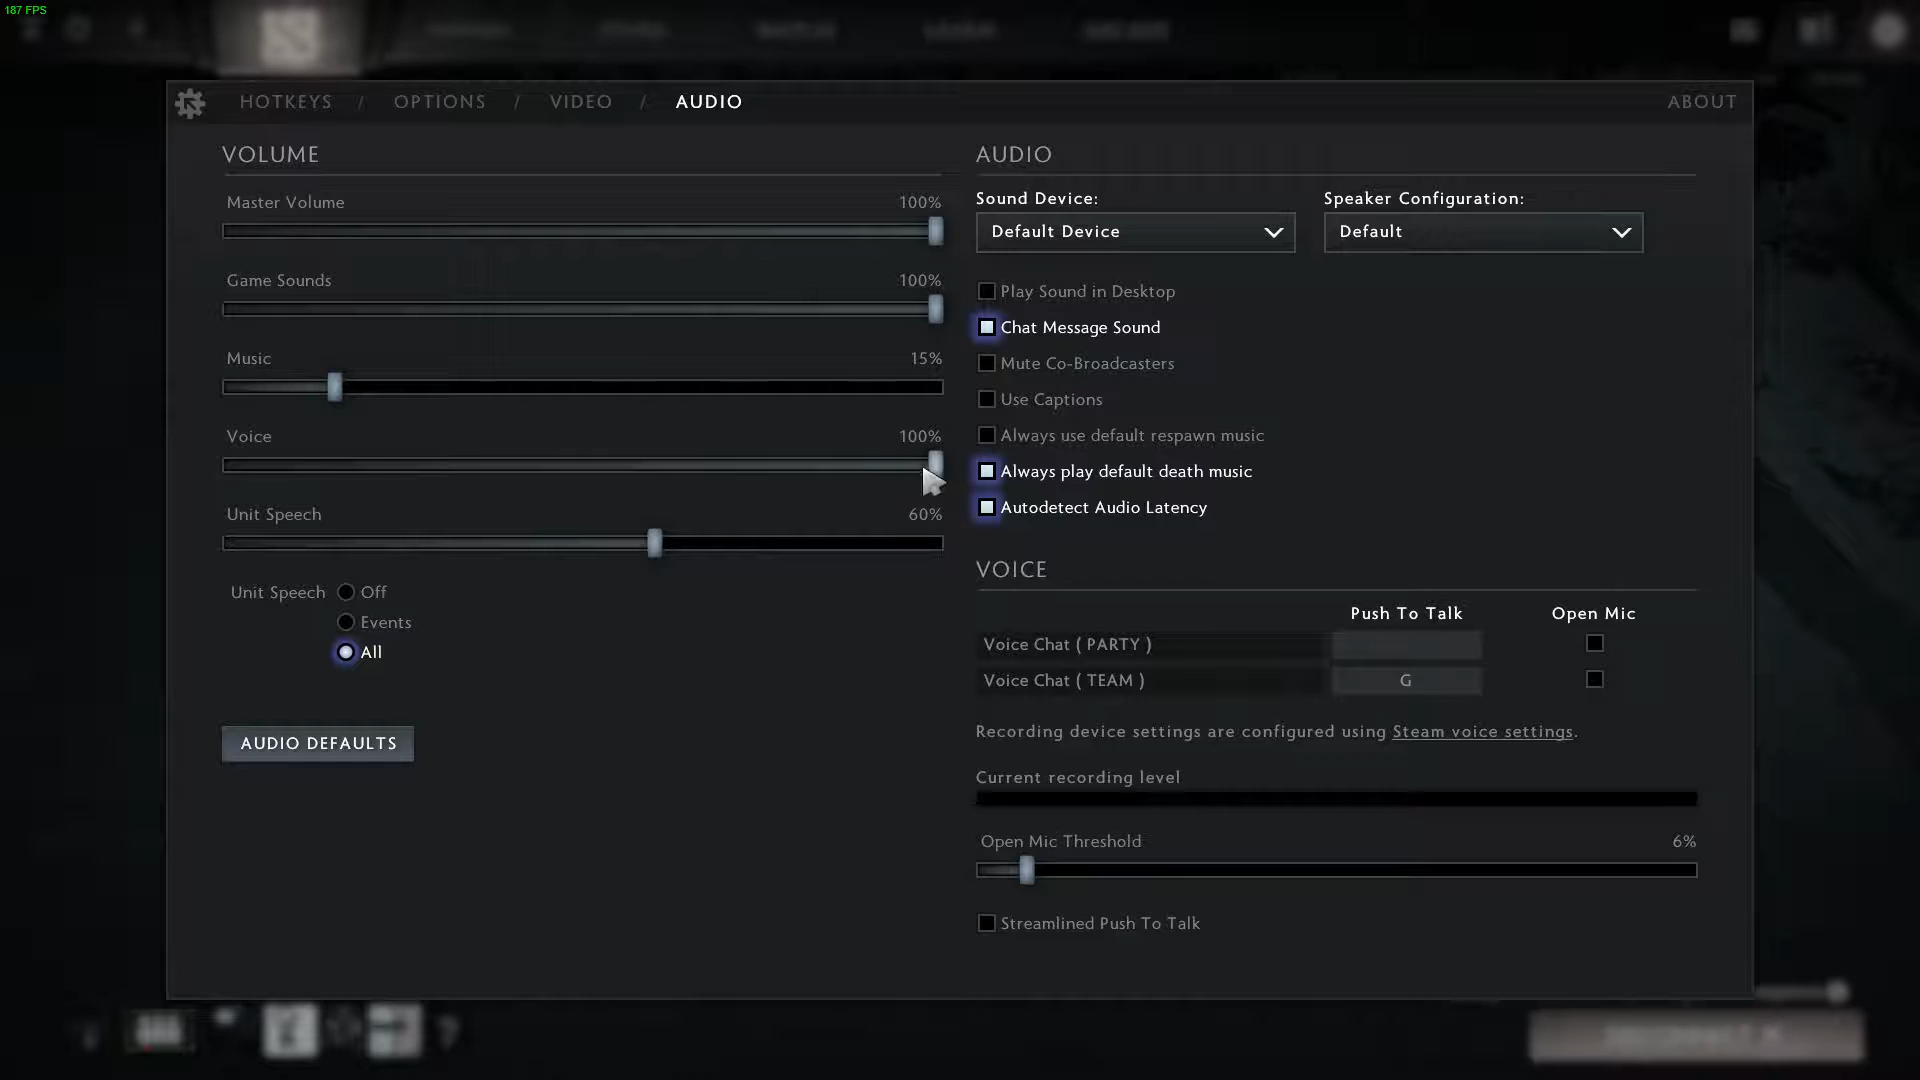 187 FPS
HOTKEYS / OPTIONS / VIDEO / AUDIO
ABOUT
VOLUME
Master Volume 100%
Game Sounds 100%
Music 15%
Voice 100%
Unit Speech 60%
Unit Speech Off
Events
All
AUDIO DEFAULTS
AUDIO
Sound Device: Speaker Configuration:
Default Device Default
Play Sound in Desktop
Chat Message Sound
Mute Co-Broadcasters
Use Captions
Always use default respawn music
Always play default death music
Autodetect Audio Latency
VOICE
Push To Talk Open Mic
Voice Chat ( PARTY )
Voice Chat ( TEAM ) G
Recording device settings are configured using Steam voice settings.
Current recording level
Open Mic Threshold 6%
Streamlined Push To Talk